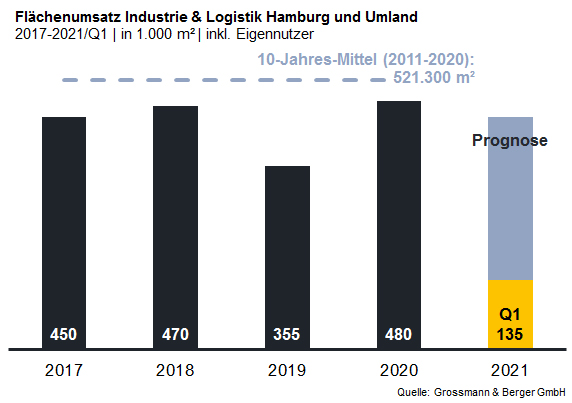 Flächenumsatz Industrie & Logistik Hamburg und Umland
2017-2021/Q1 | in 1.000 m² | inkl. Eigennutzer
10-Jahres-Mittel (2011-2020):
521.300 m²
Prognose
Q1
450 470 355 480 135
2017 2018 2019 2020 2021
Quelle: Grossmann & Berger GmbH